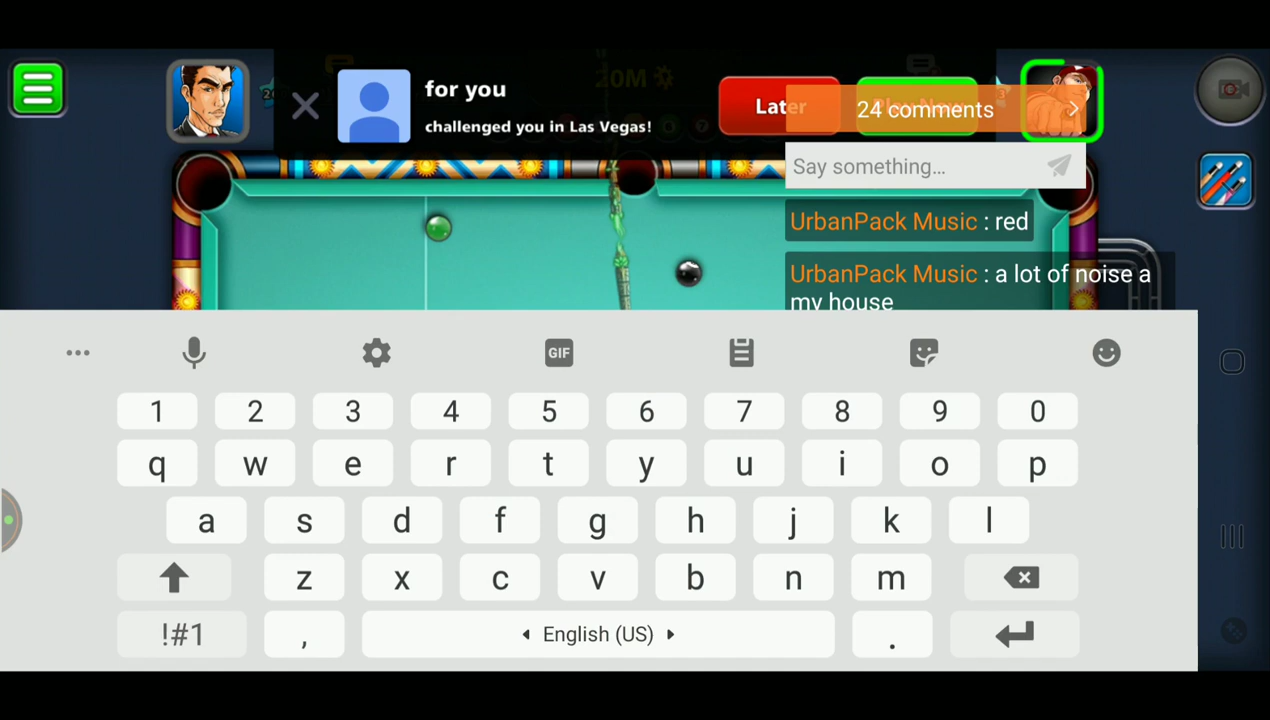 20M
for you
challenged you in Las Vegas!
Later
24 comments
Say something...
UrbanPack Music : red
UrbanPack Music : a lot of noise a
my house
GIF
1 2 3 4 5 6 7 8 9 0
q w e r t y u i o p
a s d f g h j k l
z x c v b n m
!#1 , English (US) .